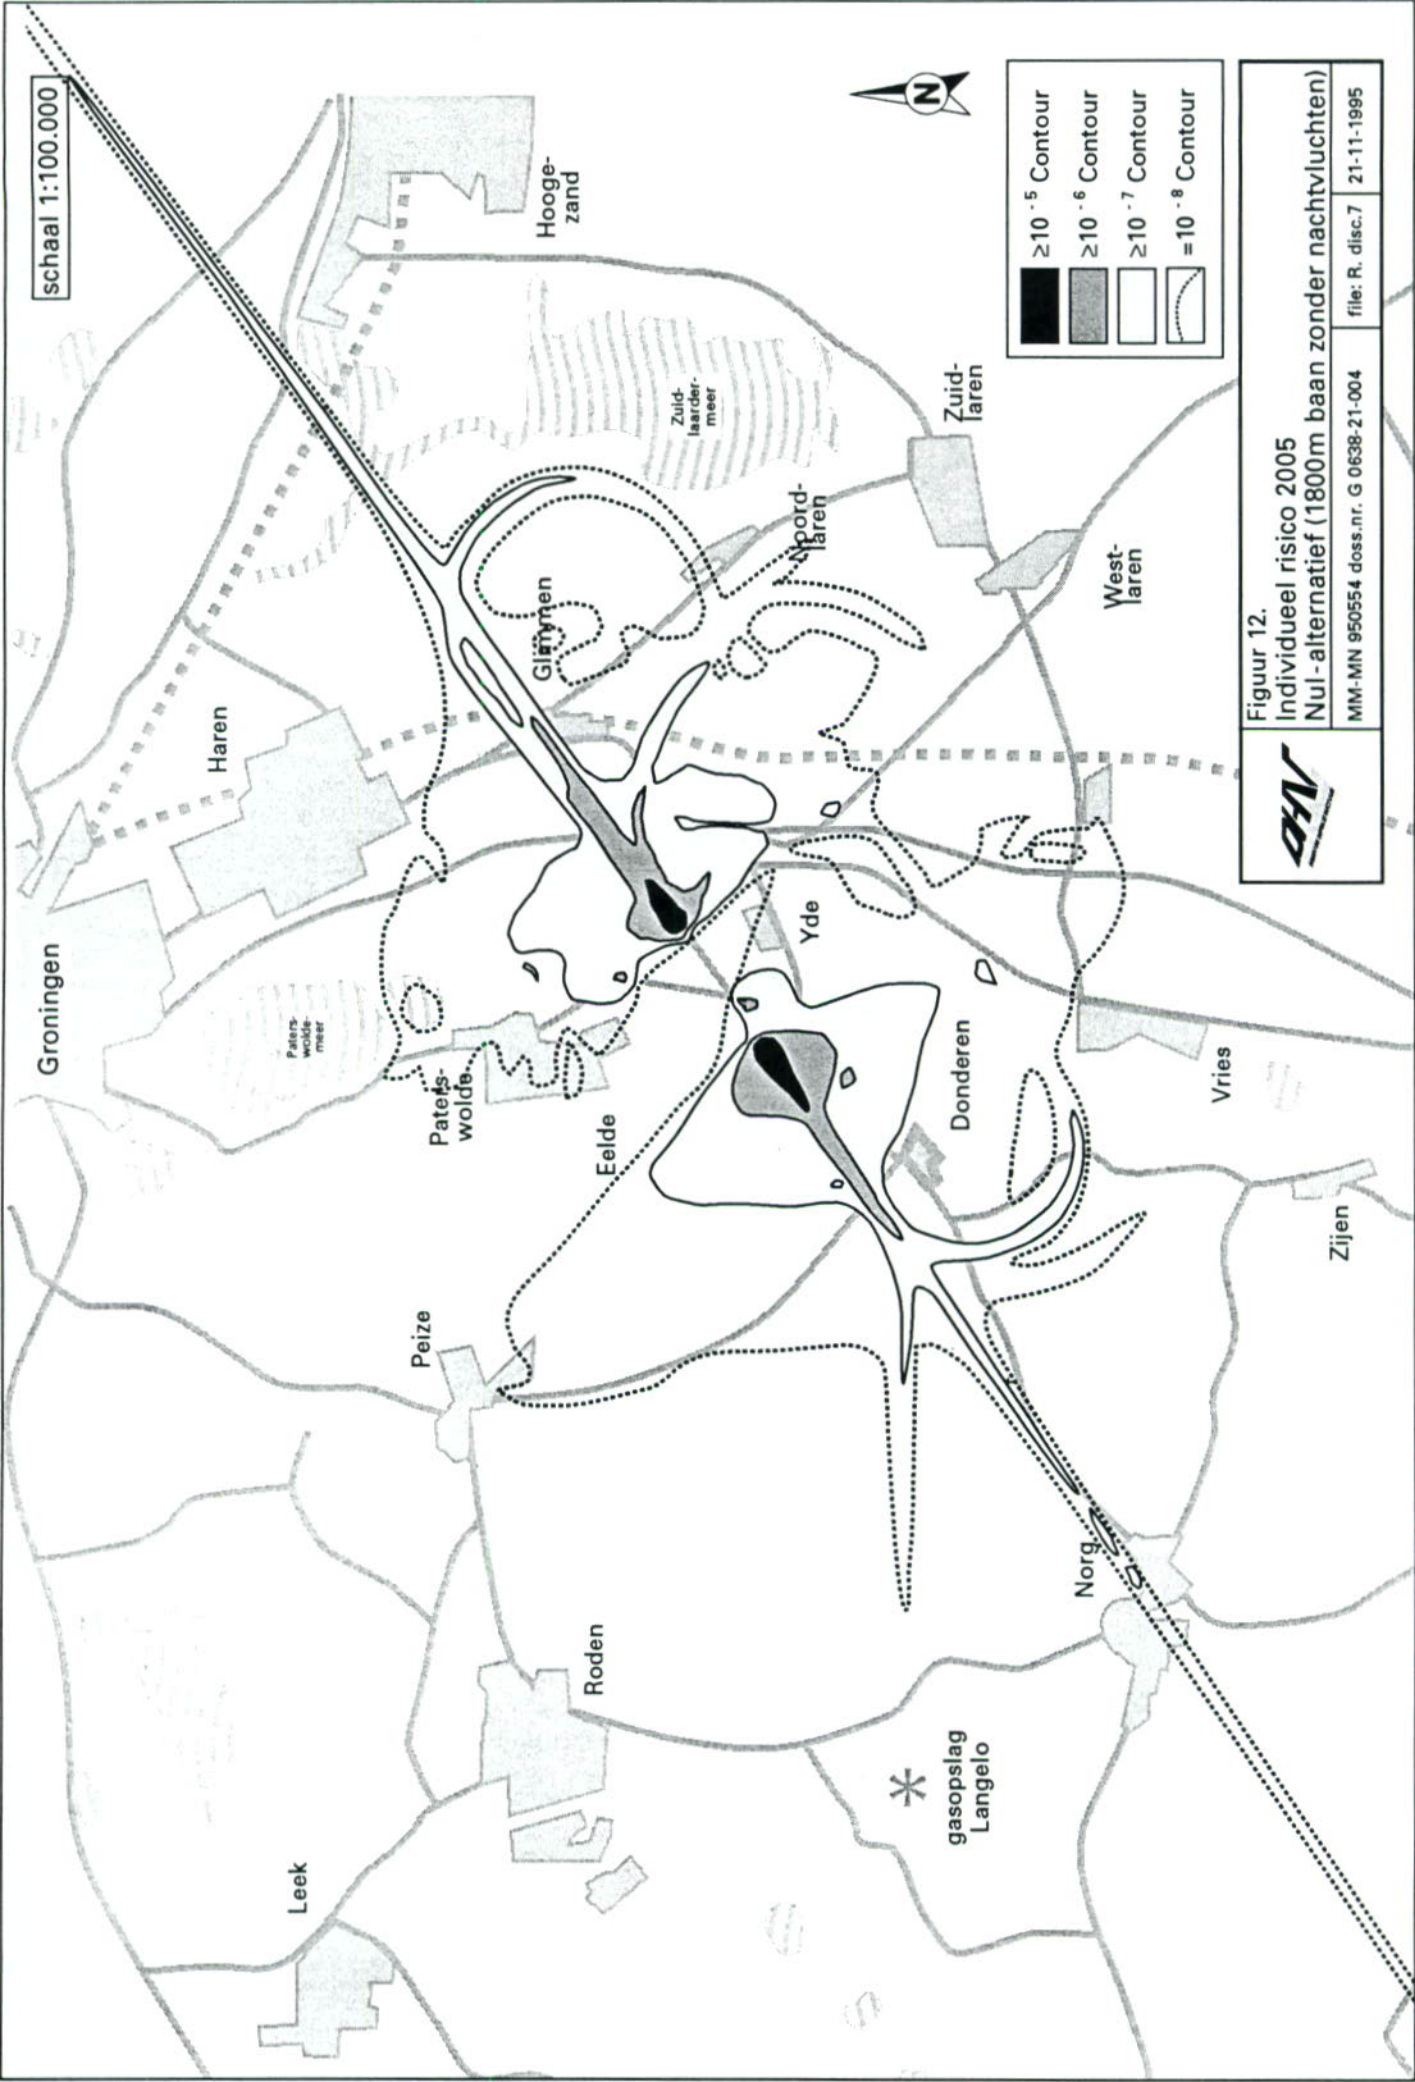 schaal 1:100.000
Groningen
Haren
Hooge-
zand
Paters-
wolde-
meer
Paters-
wolde
Eelde
Peize
Leek
Roden
Glimmen
Zuid-
laarder-
meer
Noord-
laren
Zuid-
laren
West-
laren
Yde
Donderen
Vries
Zijen
Norg
gasopslag
Langelo
N
≥10 - 5 Contour
≥10 - 6 Contour
≥10 - 7 Contour
=10 - 8 Contour
DHV
Figuur 12.
Individueel risico 2005
Nul-alternatief (1800m baan zonder nachtvluchten)
MM-MN 950554 doss.nr. G 0638-21-004 file: R. disc.7 21-11-1995